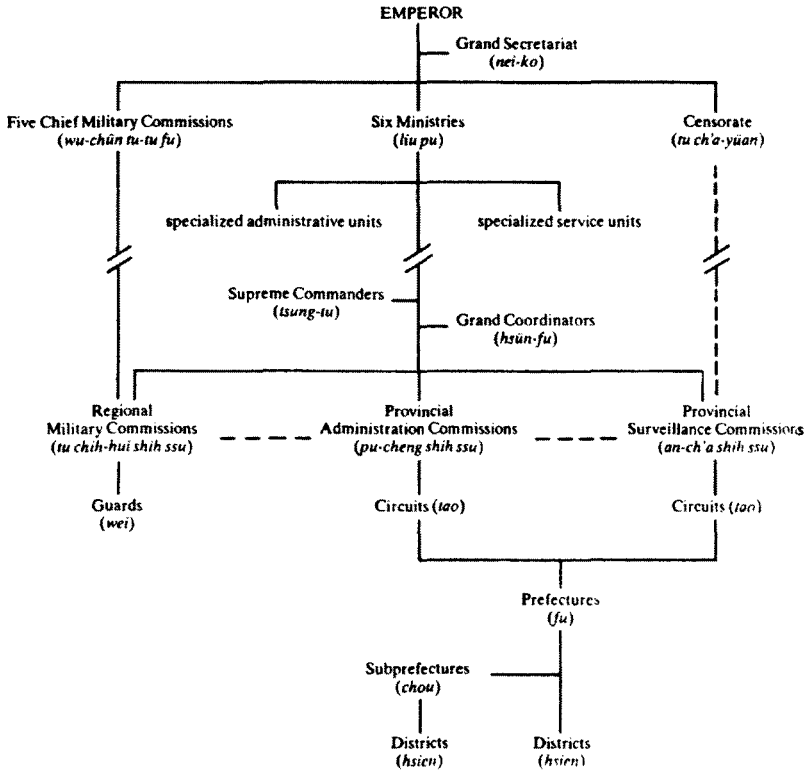 EMPEROR
Grand Secretariat
(nei-ko)
Five Chief Military Commissions
(wu-chün tu-tu fu)
Six Ministries
(liu pu)
Censorate
(tu ch'a-yüan)
specialized administrative units
specialized service units
Supreme Commanders
(tsung-tu)
Grand Coordinators
(hsün-fu)
Regional
Military Commissions
(tu chih-hui shih ssu)
Provincial
Administration Commissions
(pu-cheng shih ssu)
Provincial
Surveillance Commissions
(an-ch'a shih ssu)
Guards
(wei)
Circuits (tao)
Circuits (tao)
Prefectures
(fu)
Subprefectures
(chou)
Districts
(hsien)
Districts
(hsien)